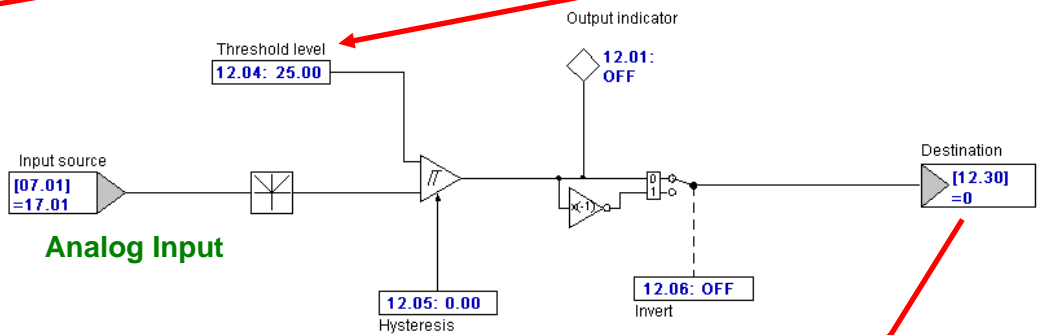 Output indicator
Threshold level
12.04: 25.00
12.01:
OFF
Input source
[07.01]
=17.01
Analog Input
x(-1)
0
1
Destination
[12.30]
=0
12.05: 0.00
Hysteresis
12.06: OFF
Invert